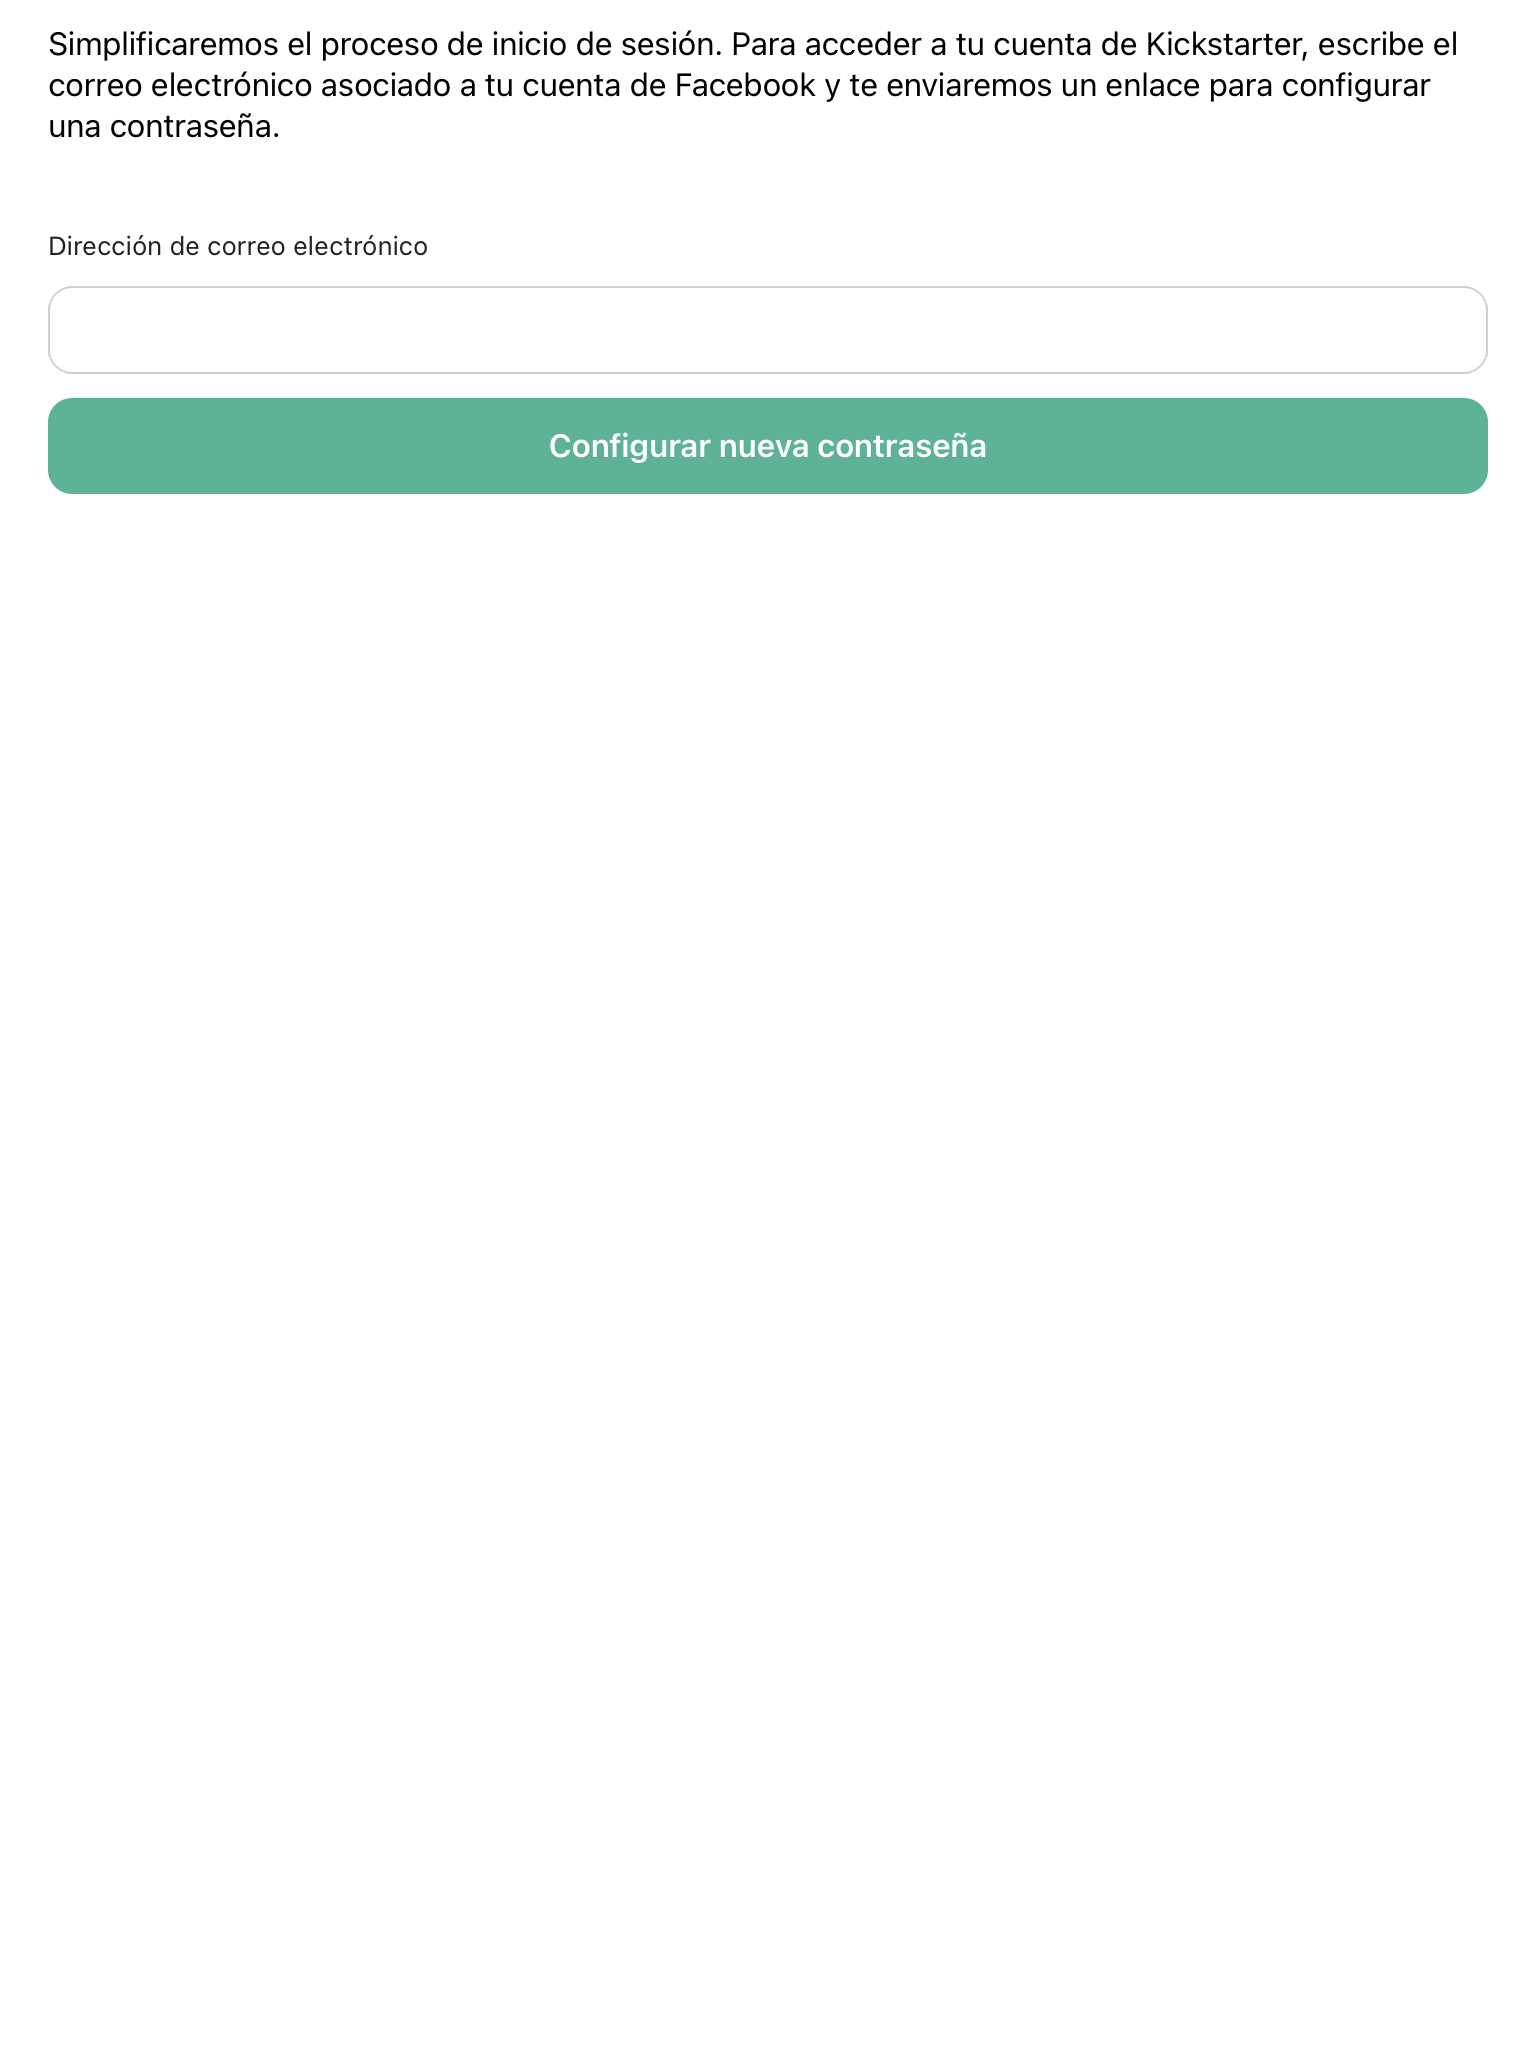 Simplificaremos el proceso de inicio de sesión. Para acceder a tu cuenta de Kickstarter, escribe el
correo electrónico asociado a tu cuenta de Facebook y te enviaremos un enlace para configurar
una contraseña.
Dirección de correo electrónico
Configurar nueva contraseña